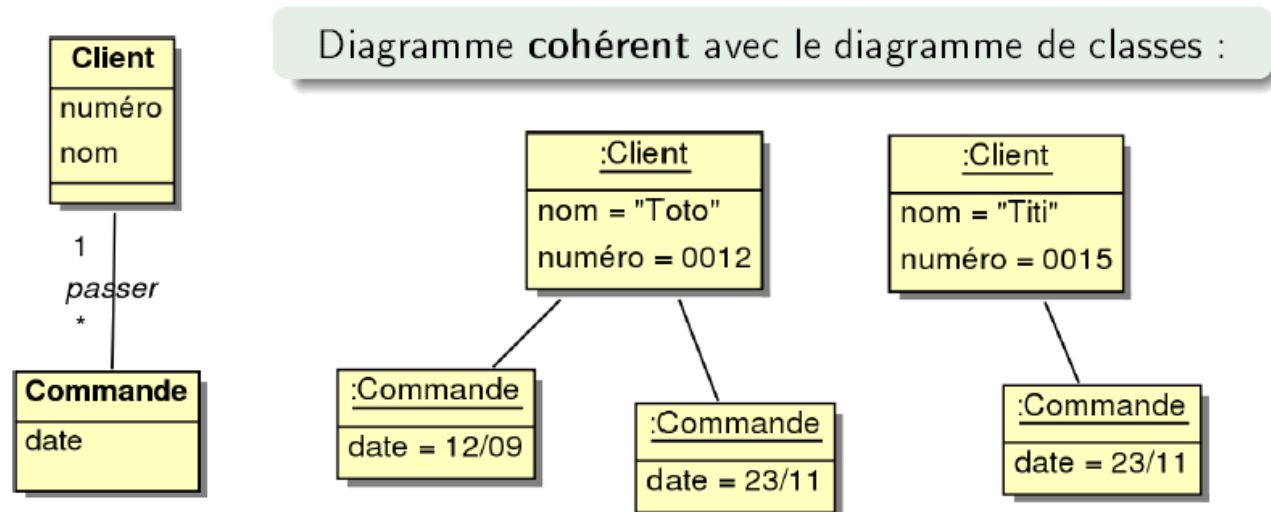 Diagramme cohérent avec le diagramme de classes :
Client
numéro
nom
1
passer
*
Commande
date
:Client
nom = "Toto"
numéro = 0012
:Client
nom = "Titi"
numéro = 0015
:Commande
date = 12/09
:Commande
date = 23/11
:Commande
date = 23/11